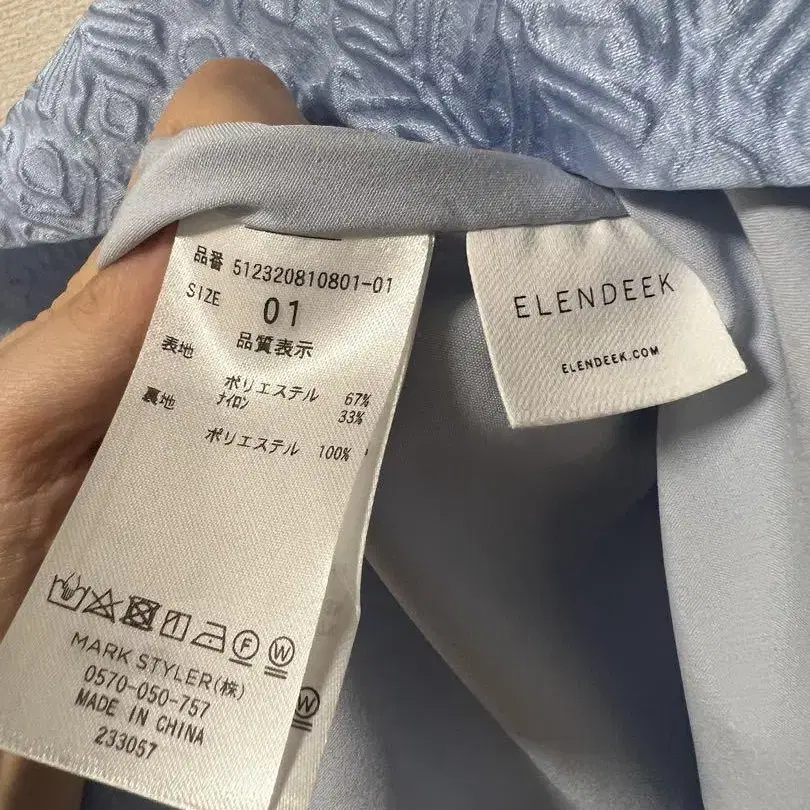 品番 512320810801-01
SIZE 01
品質表示
表地
ポリエステル 67%
ナイロン 33%
裏地
ポリエステル 100%
F W
MARK STYLER(株)
0570-050-757
MADE IN CHINA
233057
W
ELENDEEK
ELENDEEK.COM